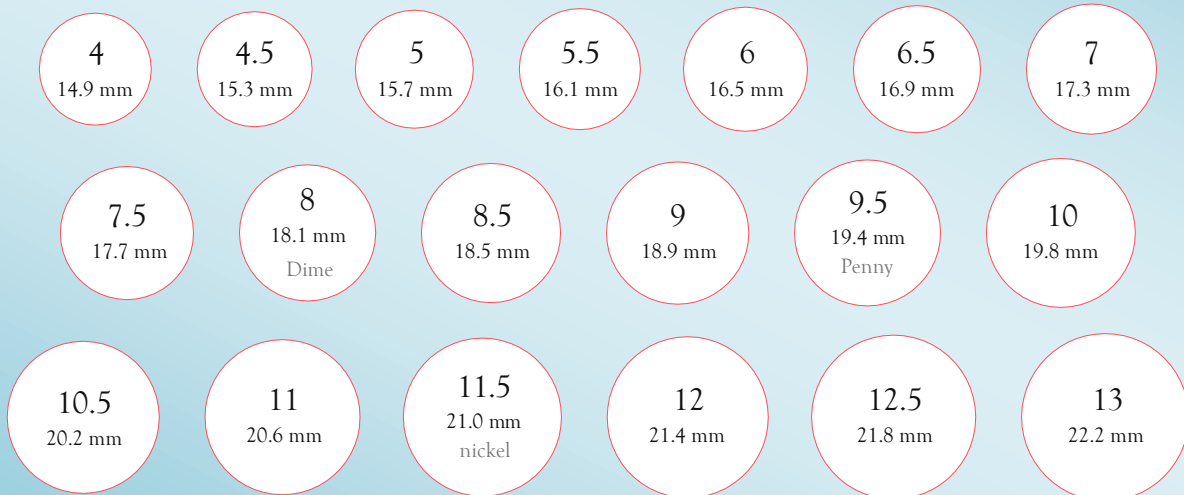 4
14.9 mm
4.5
15.3 mm
5
15.7 mm
5.5
16.1 mm
6
16.5 mm
6.5
16.9 mm
7
17.3 mm
7.5
17.7 mm
8
18.1 mm
Dime
8.5
18.5 mm
9
18.9 mm
9.5
19.4 mm
Penny
10
19.8 mm
10.5
20.2 mm
11
20.6 mm
11.5
21.0 mm
nickel
12
21.4 mm
12.5
21.8 mm
13
22.2 mm